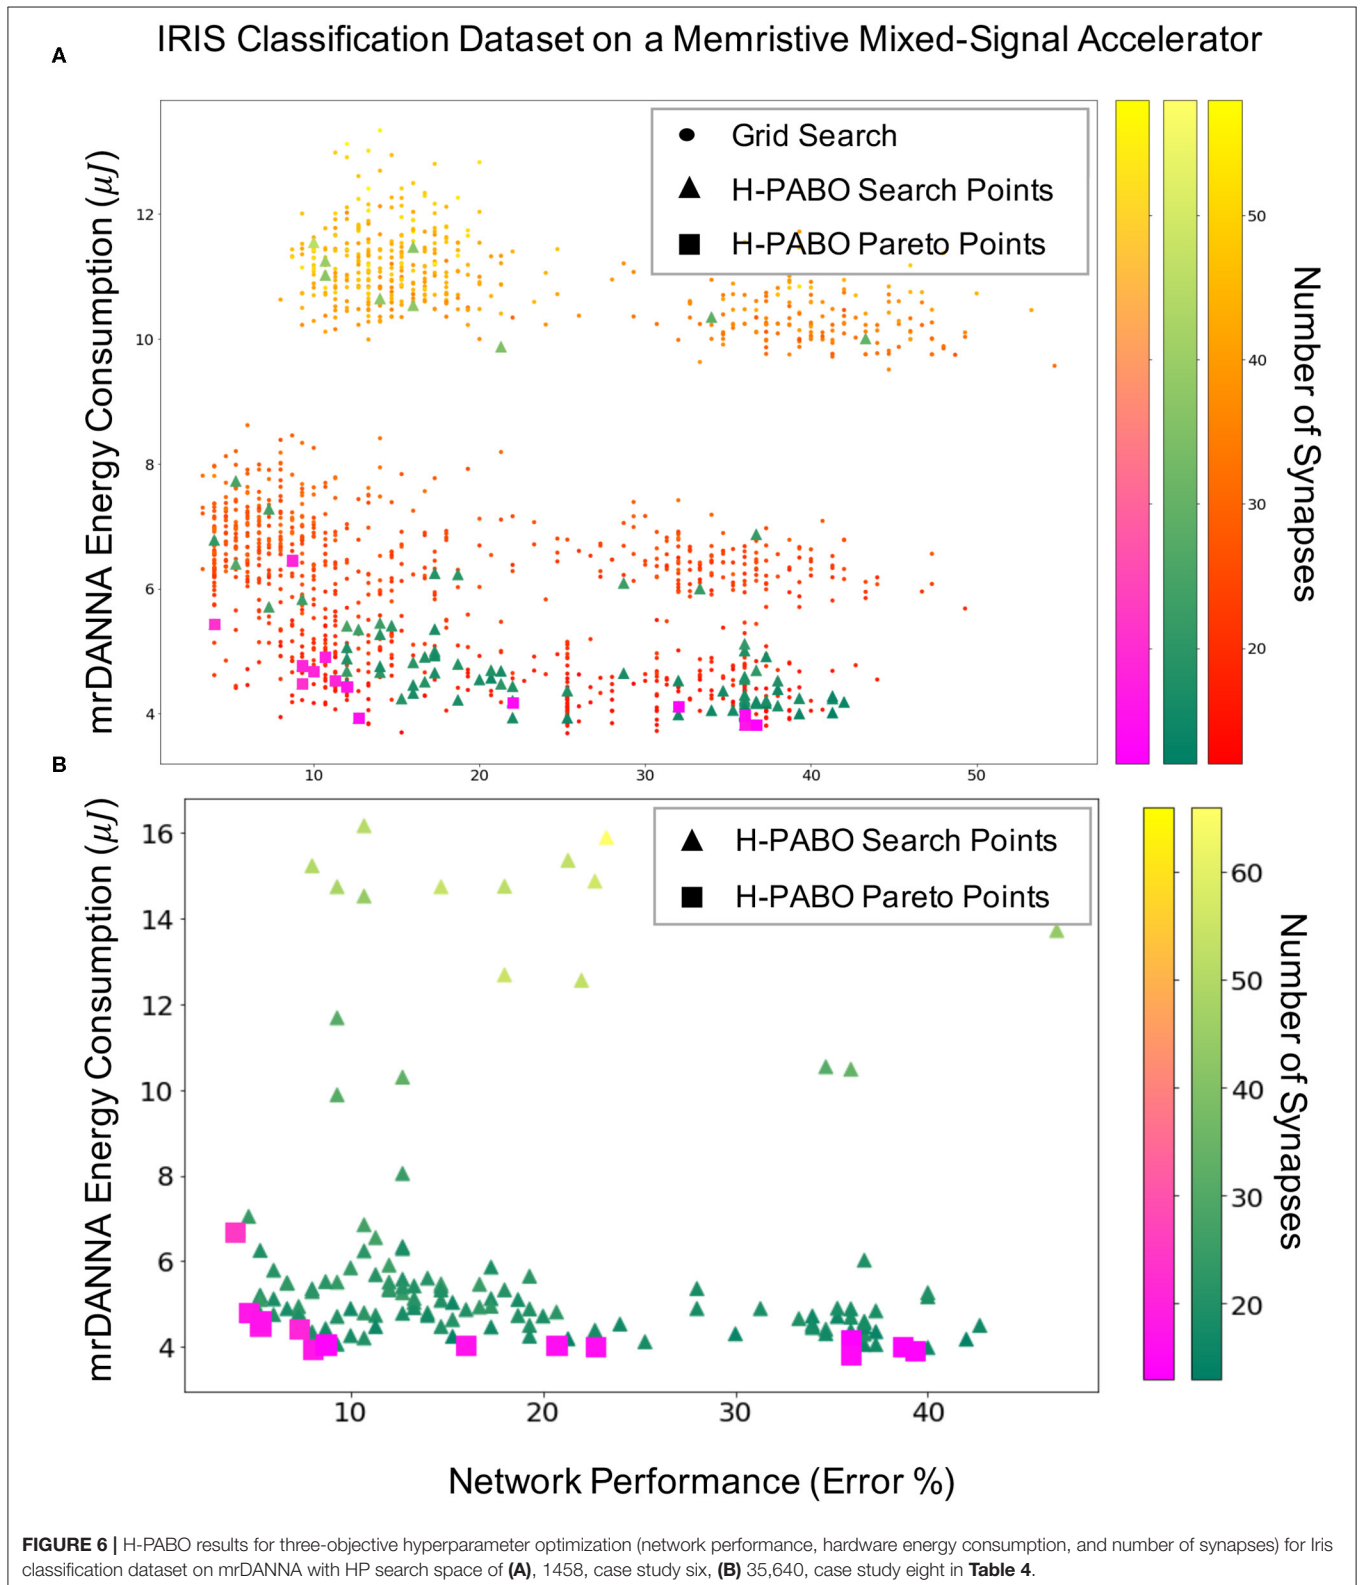 IRIS Classification Dataset on a Memristive Mixed-Signal Accelerator
A
mrDANNA Energy Consumption (μJ)
12
10
8
6
4
10 20 30 40 50
Grid Search
H-PABO Search Points
H-PABO Pareto Points
50
40
30
20
Number of Synapses
B
mrDANNA Energy Consumption (μJ)
16
14
12
10
8
6
4
10 20 30 40
H-PABO Search Points
H-PABO Pareto Points
60
50
40
30
20
Number of Synapses
Network Performance (Error %)
FIGURE 6 | H-PABO results for three-objective hyperparameter optimization (network performance, hardware energy consumption, and number of synapses) for Iris
classification dataset on mrDANNA with HP search space of (A), 1458, case study six, (B) 35,640, case study eight in Table 4.